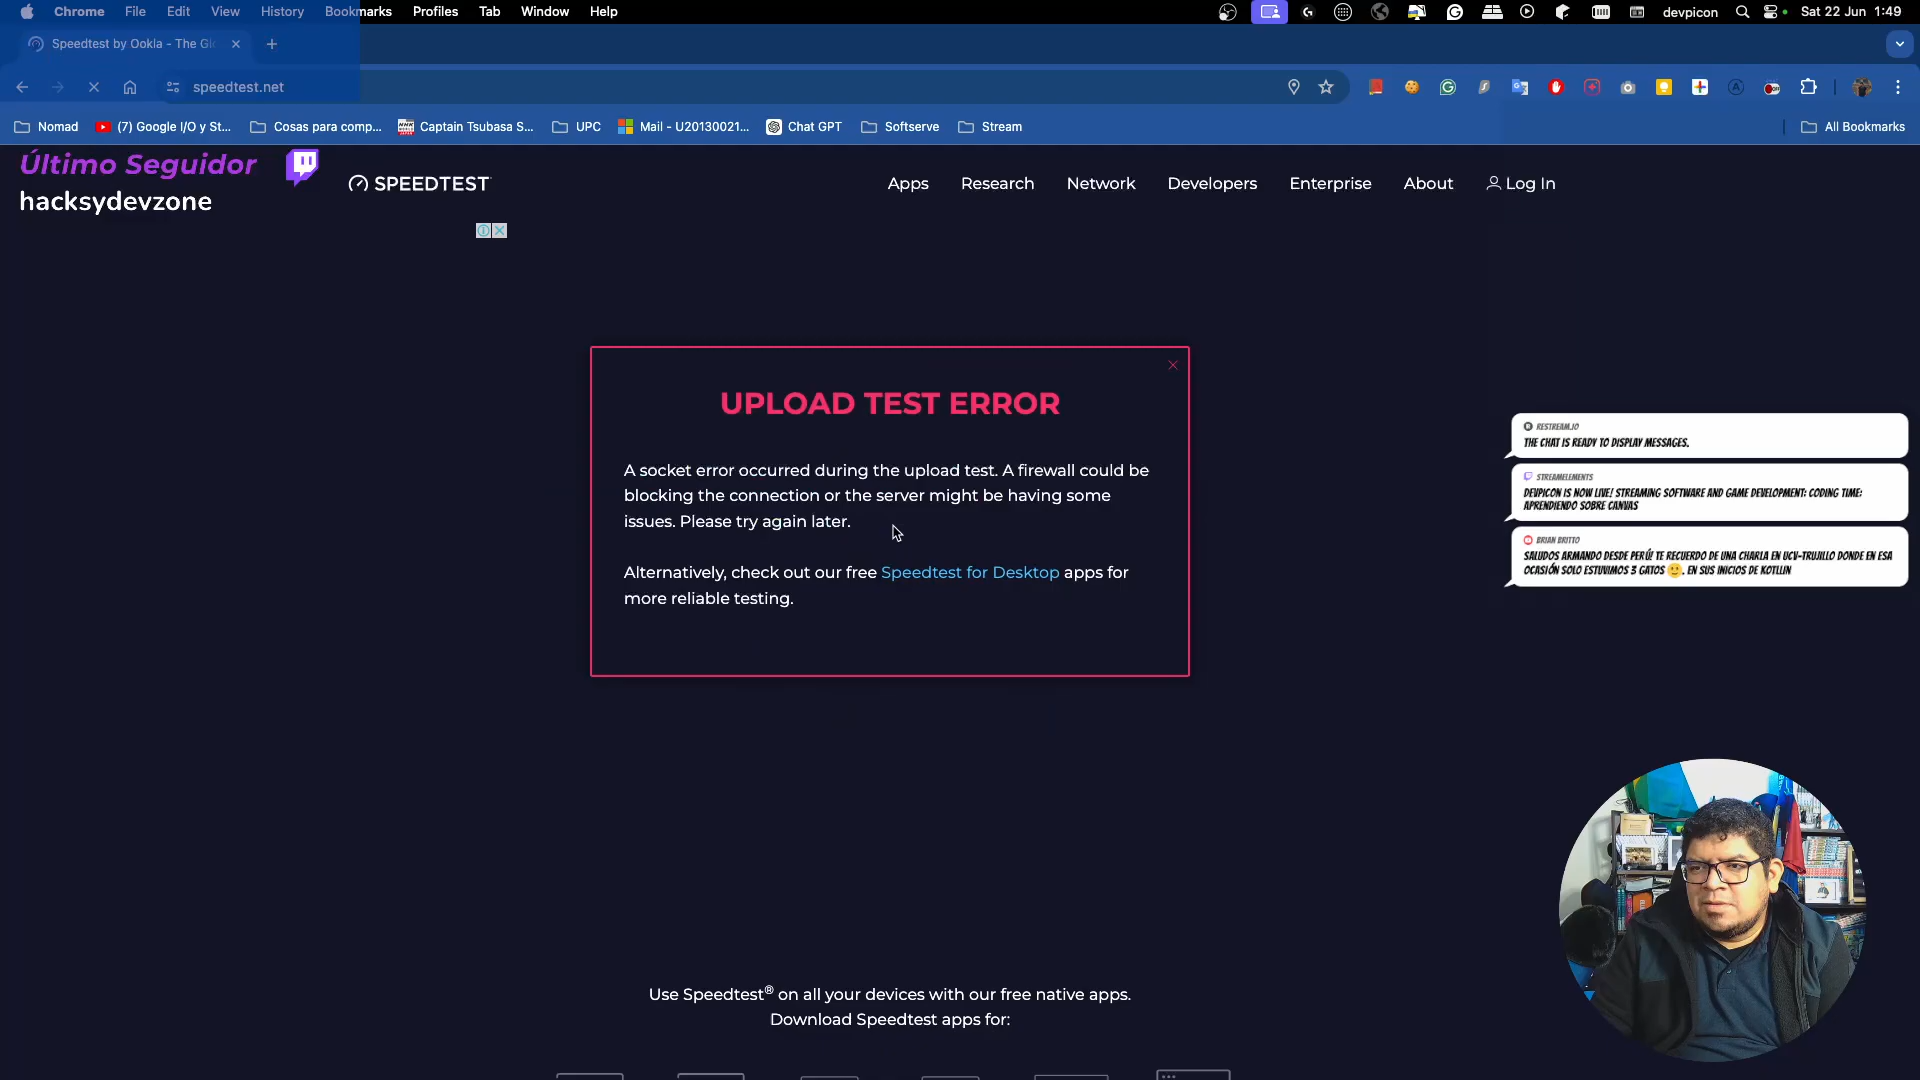 Chrome File Edit View History Bookmarks Profiles Tab Window Help
devpicon Sat 22 Jun 1:49
Speedtest by Ookla - The Glo
speedtest.net
Nomad (7) Google I/O y St... Cosas para comp... Captain Tsubasa S... UPC Mail - U20130021... Chat GPT Softserve Stream All Bookmarks
Último Seguidor
hacksydevzone
SPEEDTEST
Apps Research Network Developers Enterprise About Log In
UPLOAD TEST ERROR
A socket error occurred during the upload test. A firewall could be
blocking the connection or the server might be having some
issues. Please try again later.
Alternatively, check out our free Speedtest for Desktop apps for
more reliable testing.
RESTREAM.IO
THE CHAT IS READY TO DISPLAY MESSAGES.
STREAMELEMENTS
DEVPICON IS NOW LIVE! STREAMING SOFTWARE AND GAME DEVELOPMENT: CODING TIME:
APRENDIENDO SOBRE CANVAS
BRIAN BRITTO
SALUDOS ARMANDO DESDE PERÚ! TE RECUERDO DE UNA CHARLA EN UCV-TRUJILLO DONDE EN ESA
OCASIÓN SOLO ESTUVIMOS 3 GATOS 🙂. EN SUS INICIOS DE KOTLLIN
Use Speedtest® on all your devices with our free native apps.
Download Speedtest apps for: